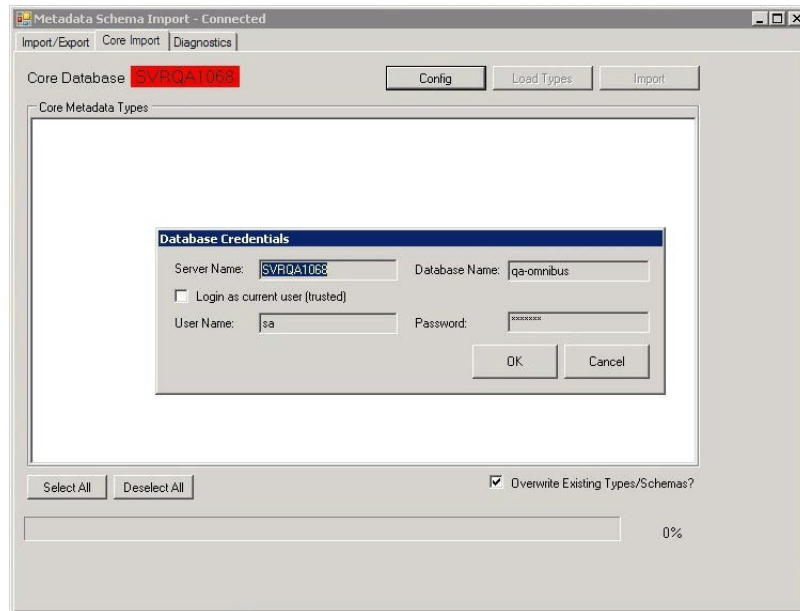 Metadata Schema Import - Connected
Import/Export Core Import Diagnostics
Core Database SVRQA1068 Config Load Types Import
Core Metadata Types
Database Credentials
Server Name: SVRQA1068 Database Name: qa-omnibus
Login as current user (trusted)
User Name: sa Password: xxxxxxx
OK Cancel
Select All Deselect All Overwrite Existing Types/Schemas?
0%